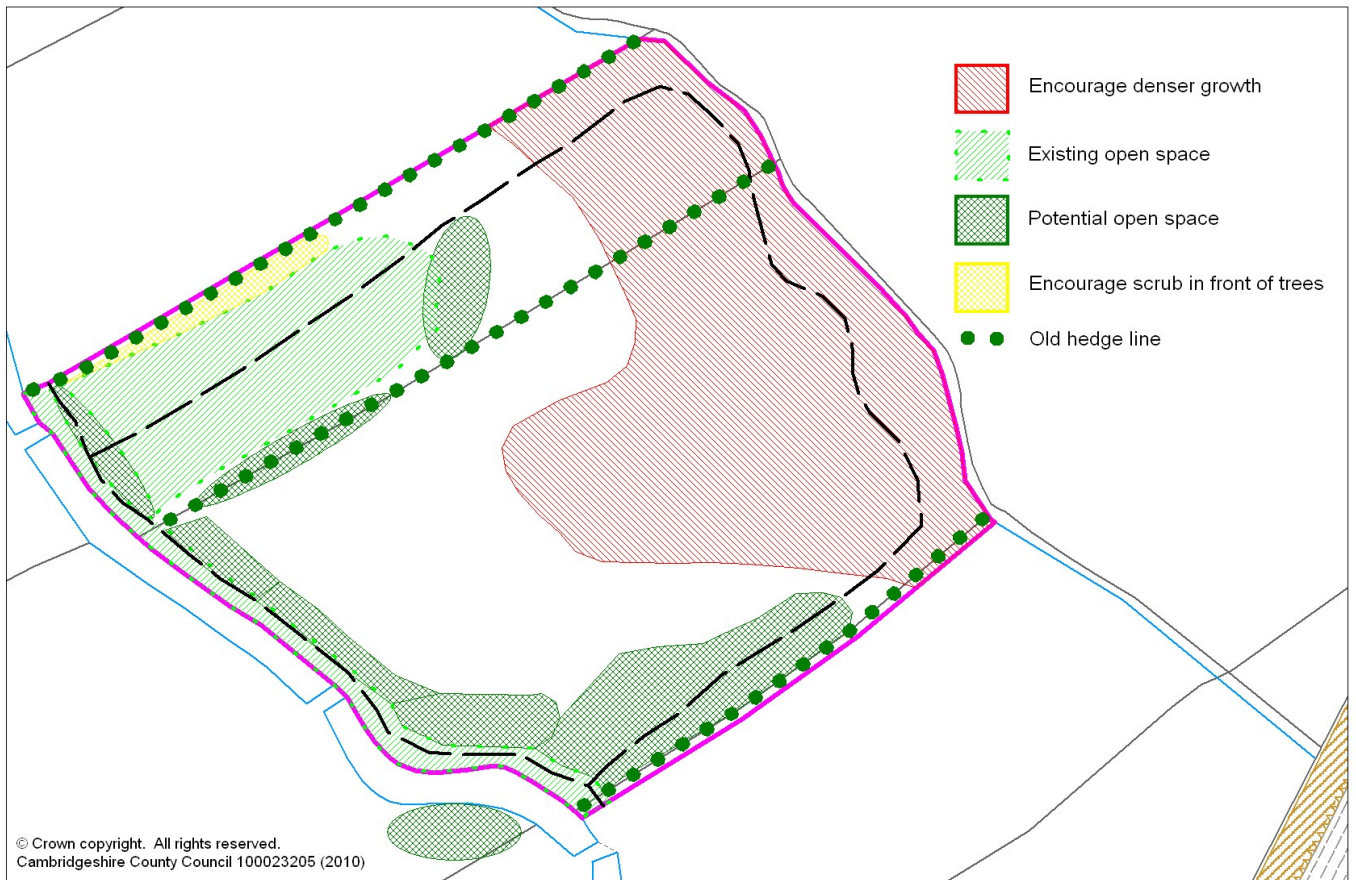 Encourage denser growth
Existing open space
Potential open space
Encourage scrub in front of trees
Old hedge line
© Crown copyright. All rights reserved.
Cambridgeshire County Council 100023205 (2010)